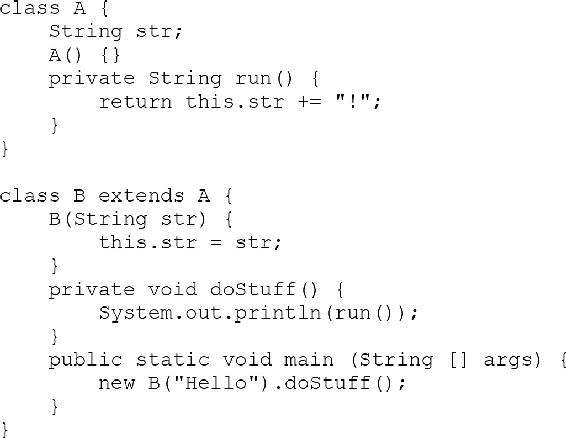 class A {
    String str;
    A() {}
    private String run() {
        return this.str += "!";
    }
}

class B extends A {
    B(String str) {
        this.str = str;
    }
    private void doStuff() {
        System.out.println(run());
    }
    public static void main (String [] args) {
        new B("Hello").doStuff();
    }
}